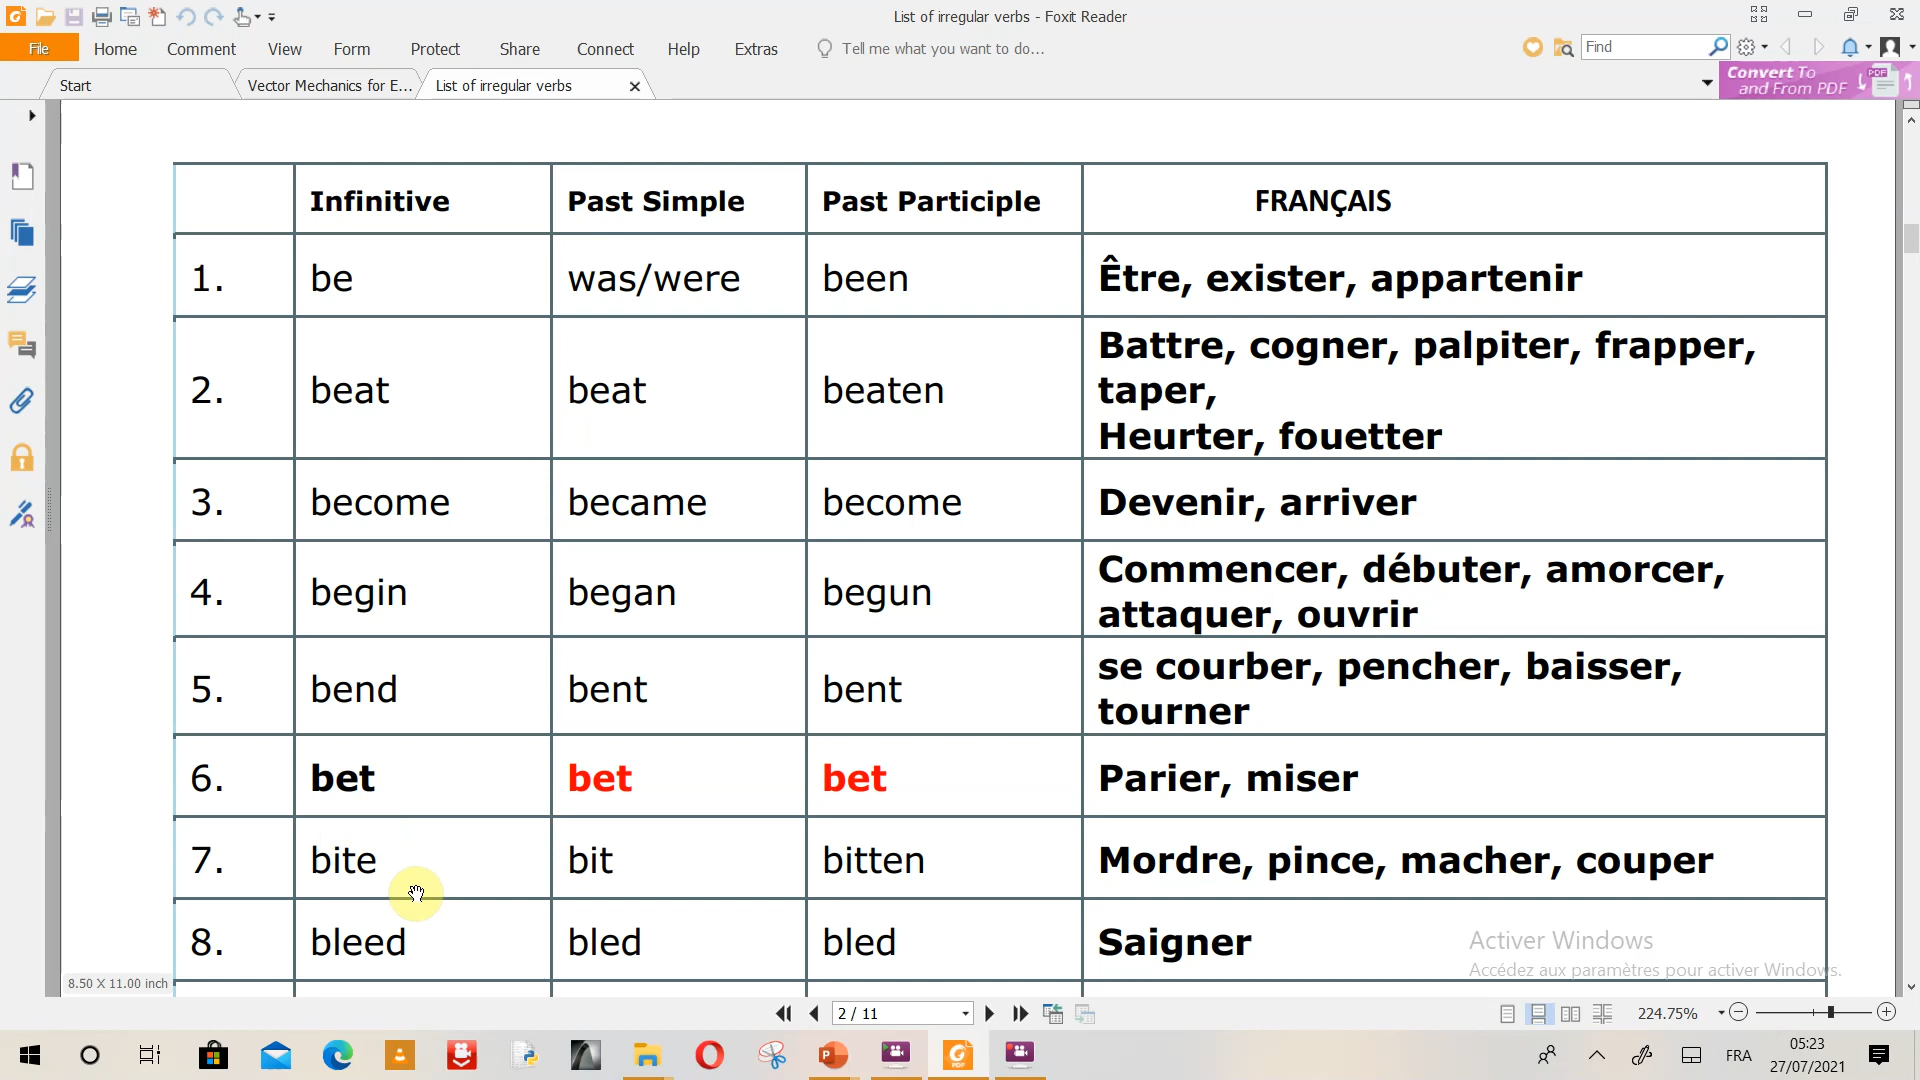 List of irregular verbs - Foxit Reader
File Home Comment View Form Protect Share Connect Help Extras Tell me what you want to do... Find
Start Vector Mechanics for E... List of irregular verbs
Convert To
and From PDF
PDF
Infinitive Past Simple Past Participle FRANÇAIS
1. be was/were been Être, exister, appartenir
2. beat beat beaten Battre, cogner, palpiter, frapper,
taper,
Heurter, fouetter
3. become became become Devenir, arriver
4. begin began begun Commencer, débuter, amorcer,
attaquer, ouvrir
5. bend bent bent se courber, pencher, baisser,
tourner
6. bet bet bet Parier, miser
7. bite bit bitten Mordre, pince, macher, couper
8. bleed bled bled Saigner
Activer Windows
Accédez aux paramètres pour activer Windows.
8.50 X 11.00 inch
2 / 11 224.75%
FRA 05:23
27/07/2021